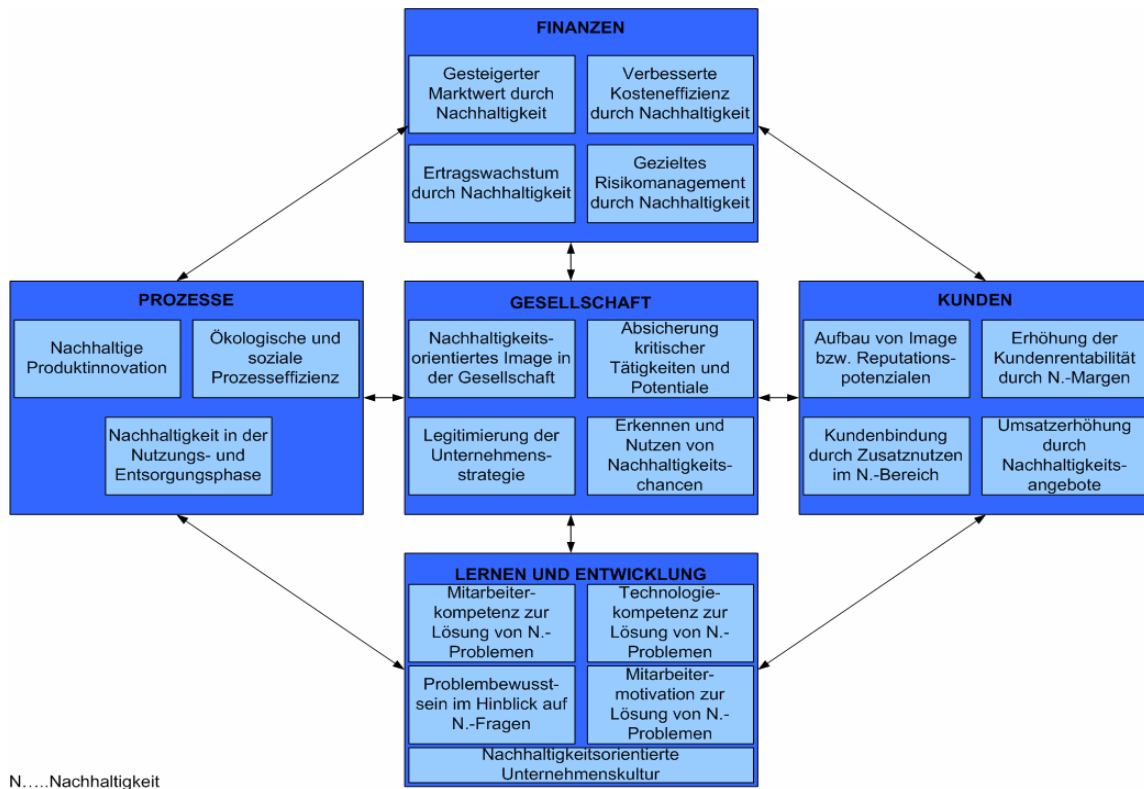 FINANZEN
Gesteigerter
Marktwert durch
Nachhaltigkeit
Verbesserte
Kosteneffizienz
durch Nachhaltigkeit
Ertragswachstum
durch Nachhaltigkeit
Gezieltes
Risikomanagement
durch Nachhaltigkeit
PROZESSE
Nachhaltige
Produktinnovation
Ökologische und
soziale
Prozesseffizienz
Nachhaltigkeit in der
Nutzungs- und
Entsorgungsphase
GESELLSCHAFT
Nachhaltigkeits-
orientiertes Image in
der Gesellschaft
Absicherung
kritischer
Tätigkeiten und
Potentiale
Legitimierung der
Unternehmens-
strategie
Erkennen und
Nutzen von
Nachhaltigkeits-
chancen
KUNDEN
Aufbau von Image
bzw. Reputations-
potenzialen
Erhöhung der
Kundenrentabilität
durch N.-Margen
Kundenbindung
durch Zusatznutzen
im N.-Bereich
Umsatzerhöhung
durch
Nachhaltigkeits-
angebote
LERNEN UND ENTWICKLUNG
Mitarbeiter-
kompetenz zur
Lösung von N.-
Problemen
Technologie-
kompetenz zur
Lösung von N.-
Problemen
Problembewusst-
sein im Hinblick auf
N.-Fragen
Mitarbeiter-
motivation zur
Lösung von N.-
Problemen
Nachhaltigkeitsorientierte
Unternehmenskultur
N.….Nachhaltigkeit